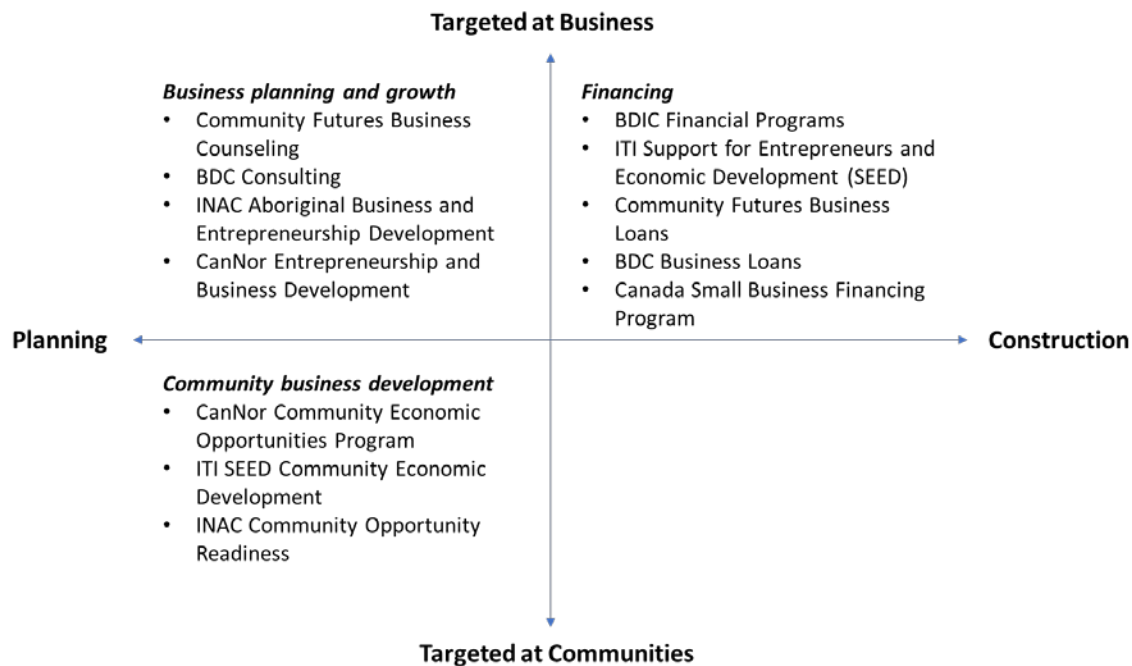 Targeted at Business
Business planning and growth
• Community Futures Business
Counseling
• BDC Consulting
• INAC Aboriginal Business and
Entrepreneurship Development
• CanNor Entrepreneurship and
Business Development
Financing
• BDIC Financial Programs
• ITI Support for Entrepreneurs and
Economic Development (SEED)
• Community Futures Business
Loans
• BDC Business Loans
• Canada Small Business Financing
Program
Planning
Construction
Community business development
• CanNor Community Economic
Opportunities Program
• ITI SEED Community Economic
Development
• INAC Community Opportunity
Readiness
Targeted at Communities